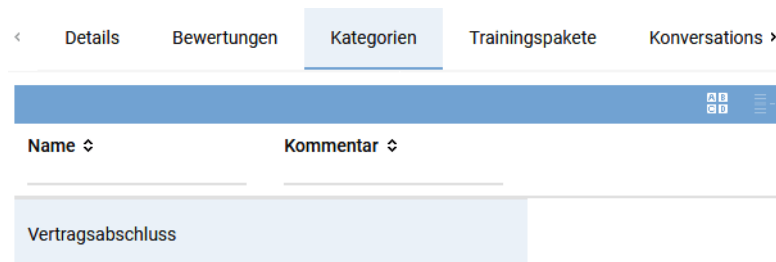 Details Bewertungen Kategorien Trainingspakete Konversations
A B
C D
Name Kommentar
Vertragsabschluss